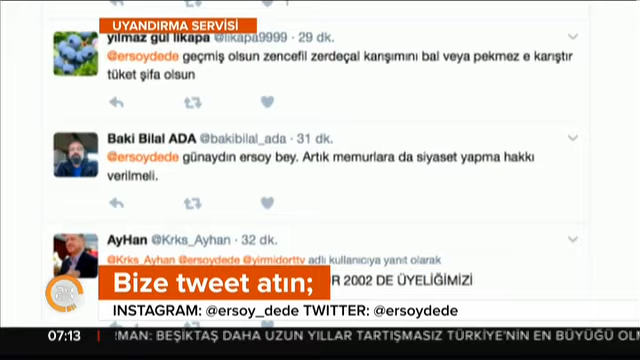 UYANDIRMA SERVİSİ
yılmaz gül likapa @likapa9999 · 29 dk.
@ersoydede geçmiş olsun zencefil zerdeçal karışımını bal veya pekmez e karıştır
tüket şifa olsun
Baki Bilal ADA @bakibilal_ada · 31 dk.
@ersoydede günaydın ersoy bey. Artık memurlara da siyaset yapma hakkı
verilmeli.
AyHan @Krks_Ayhan · 32 dk.
@Krks_Ayhan @ersoydede @yirmidorttv adlı kullanıcıya yanıt olarak
R 2002 DE ÜYELİĞİMİZİ
Bize tweet atın;
INSTAGRAM: @ersoy_dede TWITTER: @ersoydede
07:13 RMAN: BEŞİKTAŞ DAHA UZUN YILLAR TARTIŞMASIZ TÜRKİYE'NİN EN BÜYÜĞÜ OL